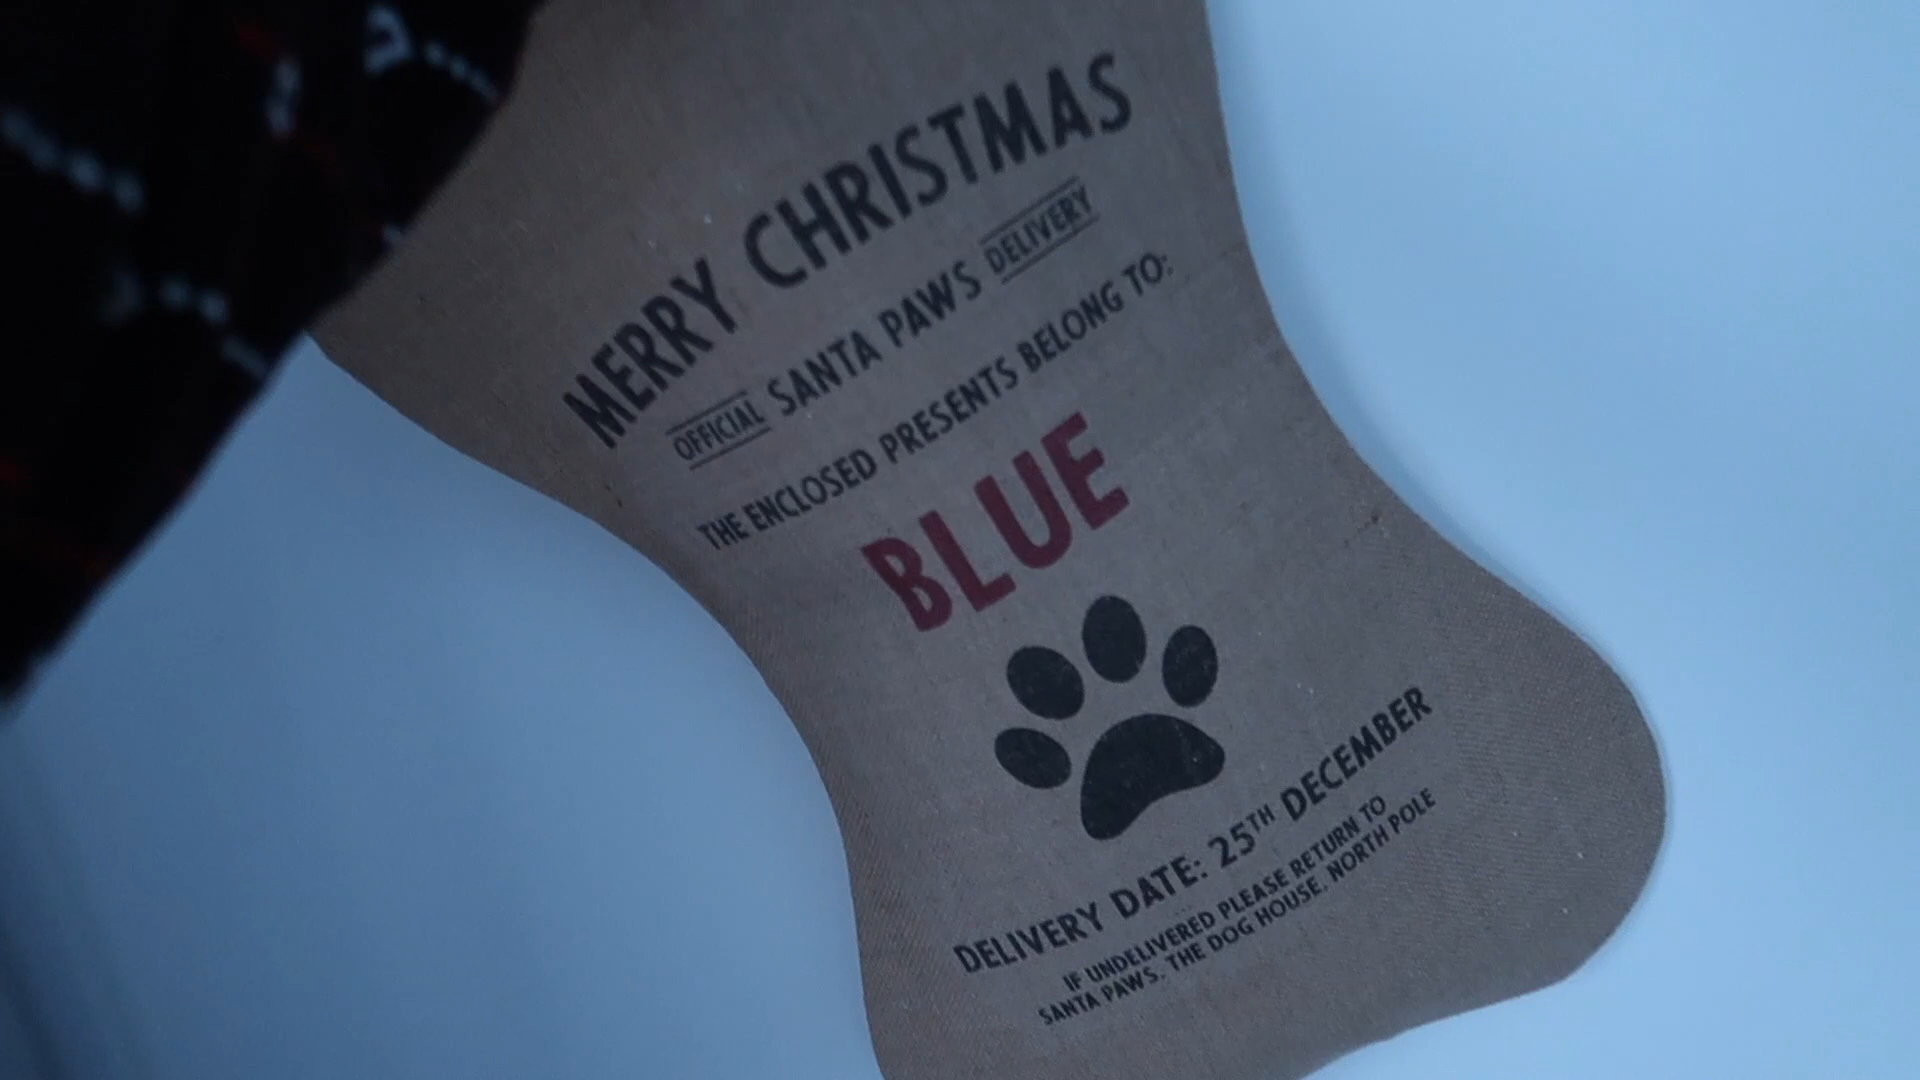 MERRY CHRISTMAS
OFFICIAL SANTA PAWS DELIVERY
THE ENCLOSED PRESENTS BELONG TO:
BLUE
DELIVERY DATE: 25TH DECEMBER
IF UNDELIVERED PLEASE RETURN TO
SANTA PAWS, THE DOG HOUSE, NORTH POLE